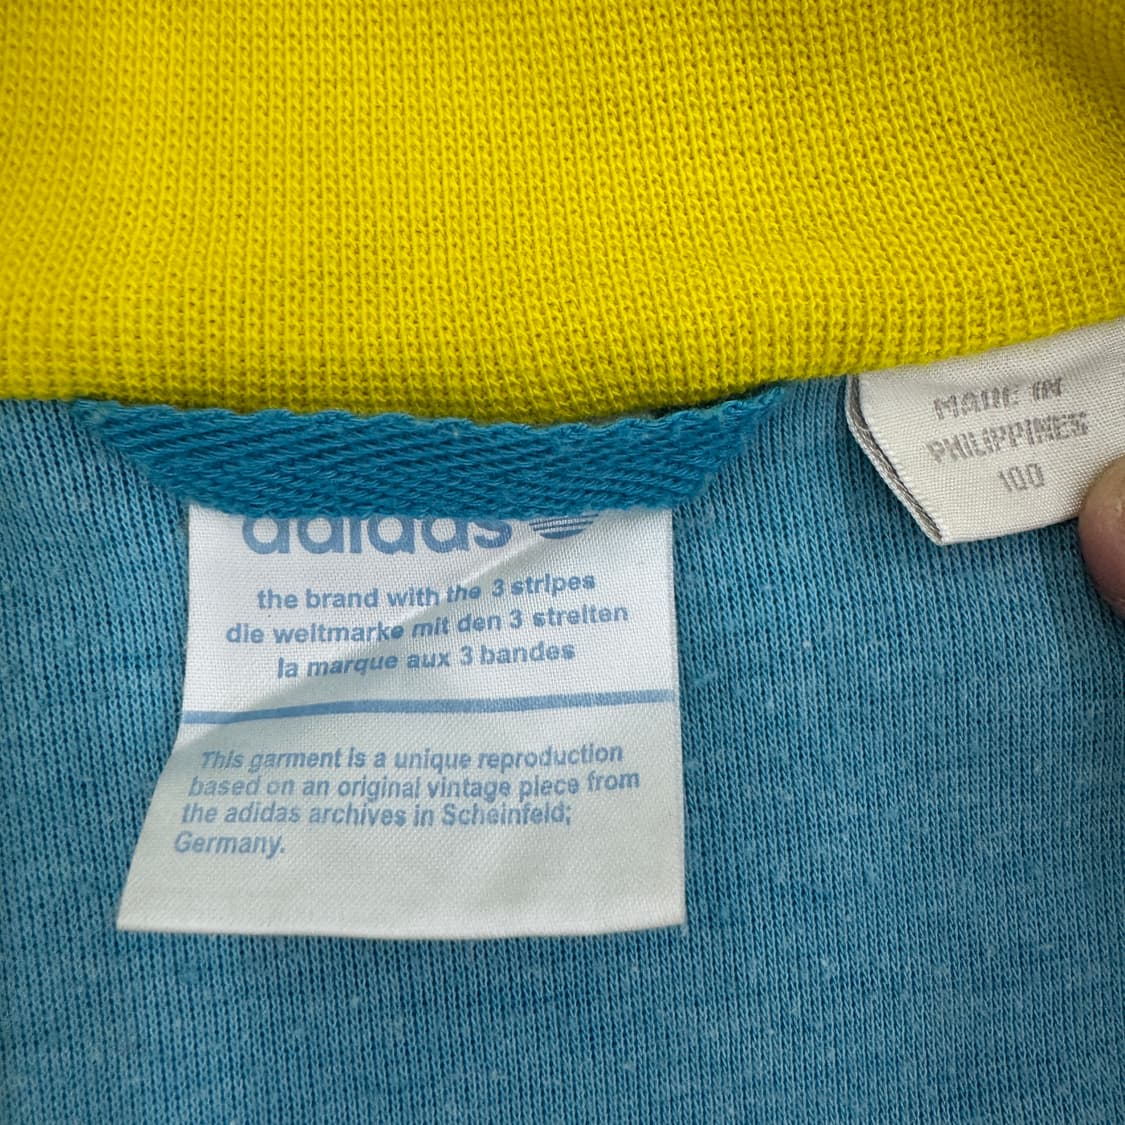 adidas
the brand with the 3 stripes
die weltmarke mit den 3 streifen
la marque aux 3 bandes
This garment is a unique reproduction
based on an original vintage piece from
the adidas archives in Scheinfeld;
Germany.
MADE IN
PHILIPPINES
100